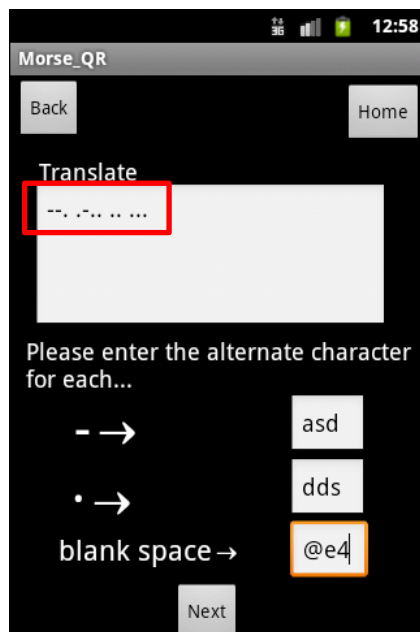 3G 12:58
Morse_QR
Back Home
Translate
--. .-.. .. ...
Please enter the alternate character
for each...
-→ asd
·→ dds
blank space→ @e4
Next